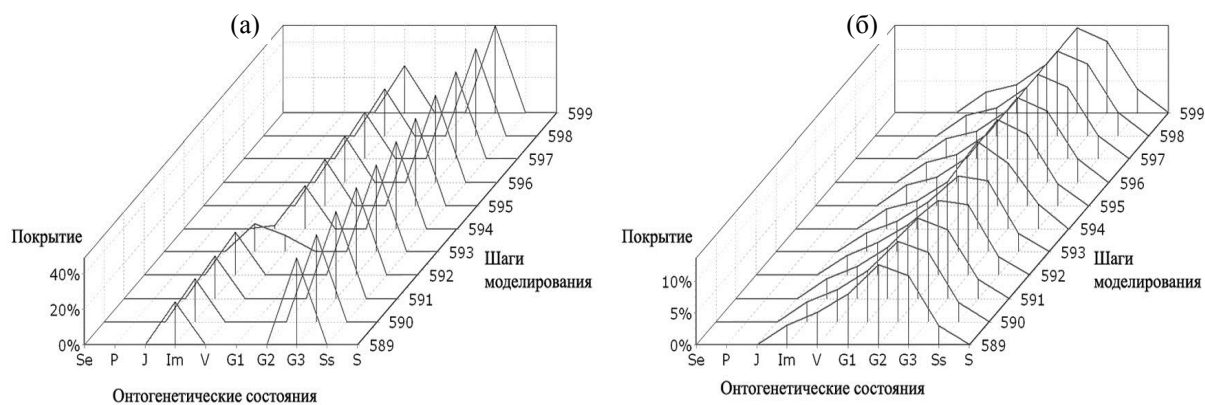 (а)
Покрытие
40%
20%
0%
Se P J Im V G1 G2 G3 Ss S
589
590
591
592
593
594
595
596
597
598
599
Шаги
моделирования
Онтогенетические состояния
(б)
Покрытие
10%
5%
0%
Se P J Im V G1 G2 G3 Ss S
589
590
591
592
593
594
595
596
597
598
599
Шаги
моделирования
Онтогенетические состояния